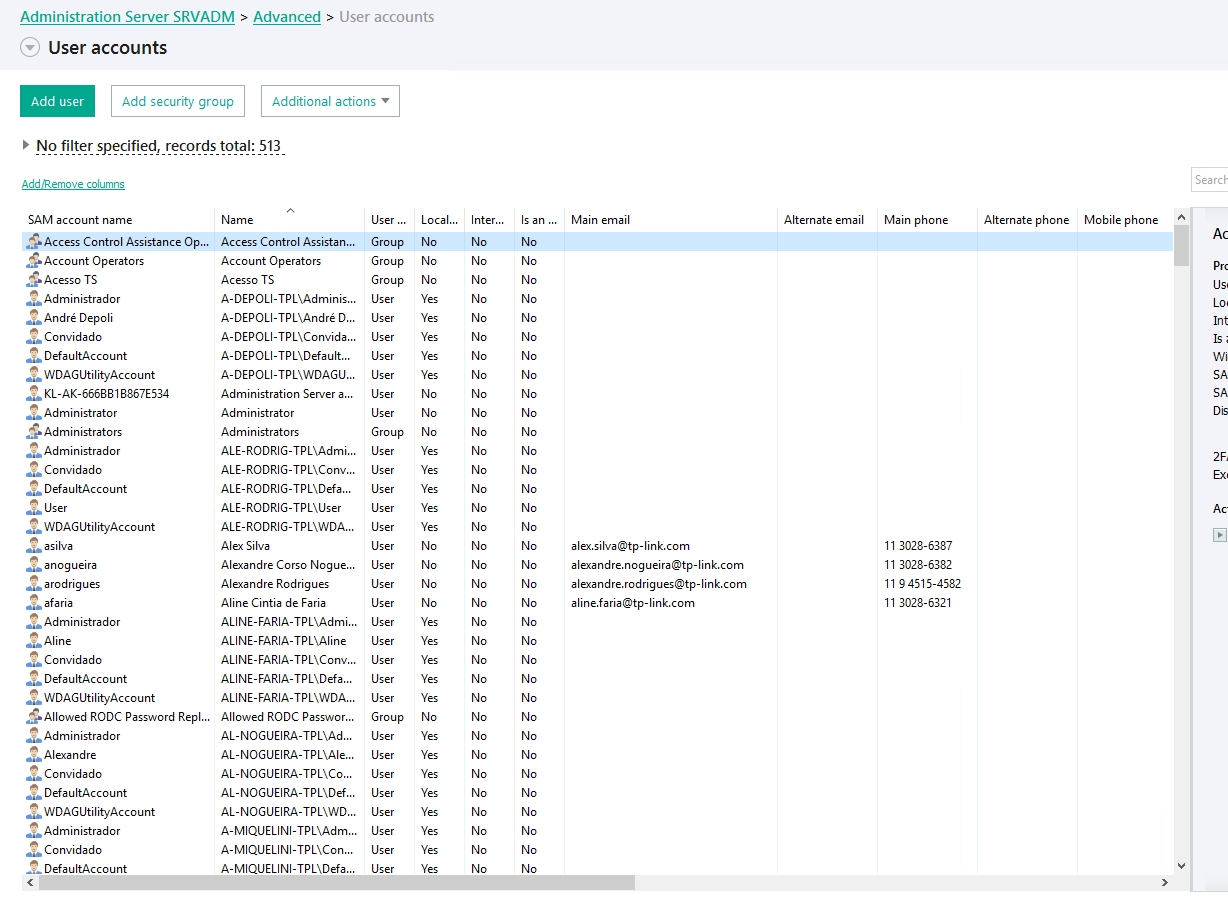 Administration Server SRVADM > Advanced > User accounts
User accounts
Add user Add security group Additional actions
No filter specified, records total: 513
Add/Remove columns
Search
SAM account name Name User ... Local... Inter... Is an ... Main email Alternate email Main phone Alternate phone Mobile phone
Access Control Assistance Op... Access Control Assistan... Group No No No
Account Operators Account Operators Group No No No
Acesso TS Acesso TS Group No No No
Administrador A-DEPOLI-TPL\Adminis... User Yes No No
André Depoli A-DEPOLI-TPL\André D... User Yes No No
Convidado A-DEPOLI-TPL\Convida... User Yes No No
DefaultAccount A-DEPOLI-TPL\Default... User Yes No No
WDAGUtilityAccount A-DEPOLI-TPL\WDAGU... User Yes No No
KL-AK-666BB1B867E534 Administration Server a... User No No No
Administrator Administrator User No No No
Administrators Administrators Group No No No
Administrador ALE-RODRIG-TPL\Admi... User Yes No No
Convidado ALE-RODRIG-TPL\Conv... User Yes No No
DefaultAccount ALE-RODRIG-TPL\Defa... User Yes No No
User ALE-RODRIG-TPL\User User Yes No No
WDAGUtilityAccount ALE-RODRIG-TPL\WDA... User Yes No No
asilva Alex Silva User No No No alex.silva@tp-link.com 11 3028-6387
anogueira Alexandre Corso Nogue... User No No No alexandre.nogueira@tp-link.com 11 3028-6382
arodrigues Alexandre Rodrigues User No No No alexandre.rodrigues@tp-link.com 11 9 4515-4582
afaria Aline Cintia de Faria User No No No aline.faria@tp-link.com 11 3028-6321
Administrador ALINE-FARIA-TPL\Admi... User Yes No No
Aline ALINE-FARIA-TPL\Aline User Yes No No
Convidado ALINE-FARIA-TPL\Conv... User Yes No No
DefaultAccount ALINE-FARIA-TPL\Defa... User Yes No No
WDAGUtilityAccount ALINE-FARIA-TPL\WDA... User Yes No No
Allowed RODC Password Repl... Allowed RODC Passwor... Group No No No
Administrador AL-NOGUEIRA-TPL\Ad... User Yes No No
Alexandre AL-NOGUEIRA-TPL\Ale... User Yes No No
Convidado AL-NOGUEIRA-TPL\Co... User Yes No No
DefaultAccount AL-NOGUEIRA-TPL\Def... User Yes No No
WDAGUtilityAccount AL-NOGUEIRA-TPL\WD... User Yes No No
Administrador A-MIQUELINI-TPL\Adm... User Yes No No
Convidado A-MIQUELINI-TPL\Con... User Yes No No
DefaultAccount A-MIQUELINI-TPL\Defa... User Yes No No